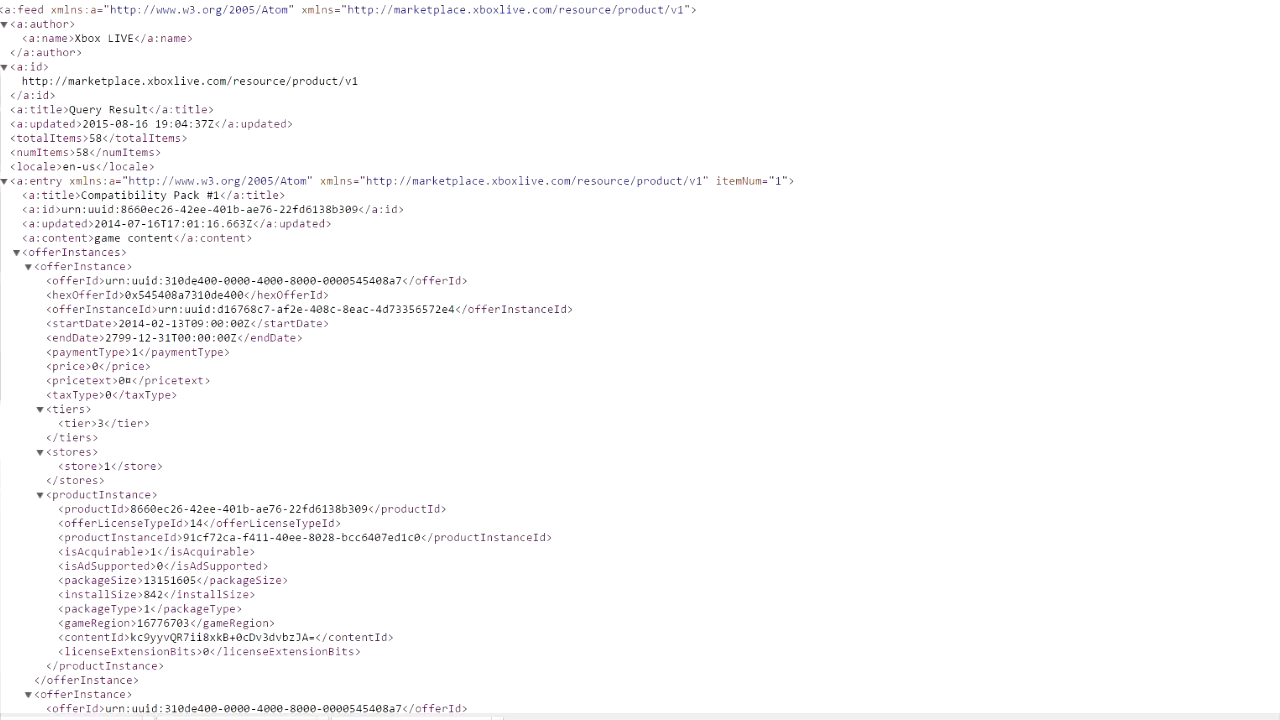 <a:feed xmlns:a="http://www.w3.org/2005/Atom" xmlns="http://marketplace.xboxlive.com/resource/product/v1">
▼<a:author>
<a:name>Xbox LIVE</a:name>
</a:author>
▼<a:id>
http://marketplace.xboxlive.com/resource/product/v1
</a:id>
<a:title>Query Result</a:title>
<a:updated>2015-08-16 19:04:37Z</a:updated>
<totalItems>58</totalItems>
<numItems>58</numItems>
<locale>en-us</locale>
▼<a:entry xmlns:a="http://www.w3.org/2005/Atom" xmlns="http://marketplace.xboxlive.com/resource/product/v1" itemNum="1">
<a:title>Compatibility Pack #1</a:title>
<a:id>urn:uuid:8660ec26-42ee-401b-ae76-22fd6138b309</a:id>
<a:updated>2014-07-16T17:01:16.663Z</a:updated>
<a:content>game content</a:content>
▼<offerInstances>
▼<offerInstance>
<offerId>urn:uuid:310de400-0000-4000-8000-0000545408a7</offerId>
<hexOfferId>0x545408a7310de400</hexOfferId>
<offerInstanceId>urn:uuid:d16768c7-af2e-408c-8eac-4d73356572e4</offerInstanceId>
<startDate>2014-02-13T09:00:00Z</startDate>
<endDate>2799-12-31T00:00:00Z</endDate>
<paymentType>1</paymentType>
<price>0</price>
<pricetext>0¤</pricetext>
<taxType>0</taxType>
▼<tiers>
<tier>3</tier>
</tiers>
▼<stores>
<store>1</store>
</stores>
▼<productInstance>
<productId>8660ec26-42ee-401b-ae76-22fd6138b309</productId>
<offerLicenseTypeId>14</offerLicenseTypeId>
<productInstanceId>91cf72ca-f411-40ee-8028-bcc6407ed1c0</productInstanceId>
<isAcquirable>1</isAcquirable>
<isAdSupported>0</isAdSupported>
<packageSize>13151605</packageSize>
<installSize>842</installSize>
<packageType>1</packageType>
<gameRegion>16776703</gameRegion>
<contentId>kc9yyvQR7ii8xkB+0cDv3dvbzJA=</contentId>
<licenseExtensionBits>0</licenseExtensionBits>
</productInstance>
</offerInstance>
▼<offerInstance>
<offerId>urn:uuid:310de400-0000-4000-8000-0000545408a7</offerId>